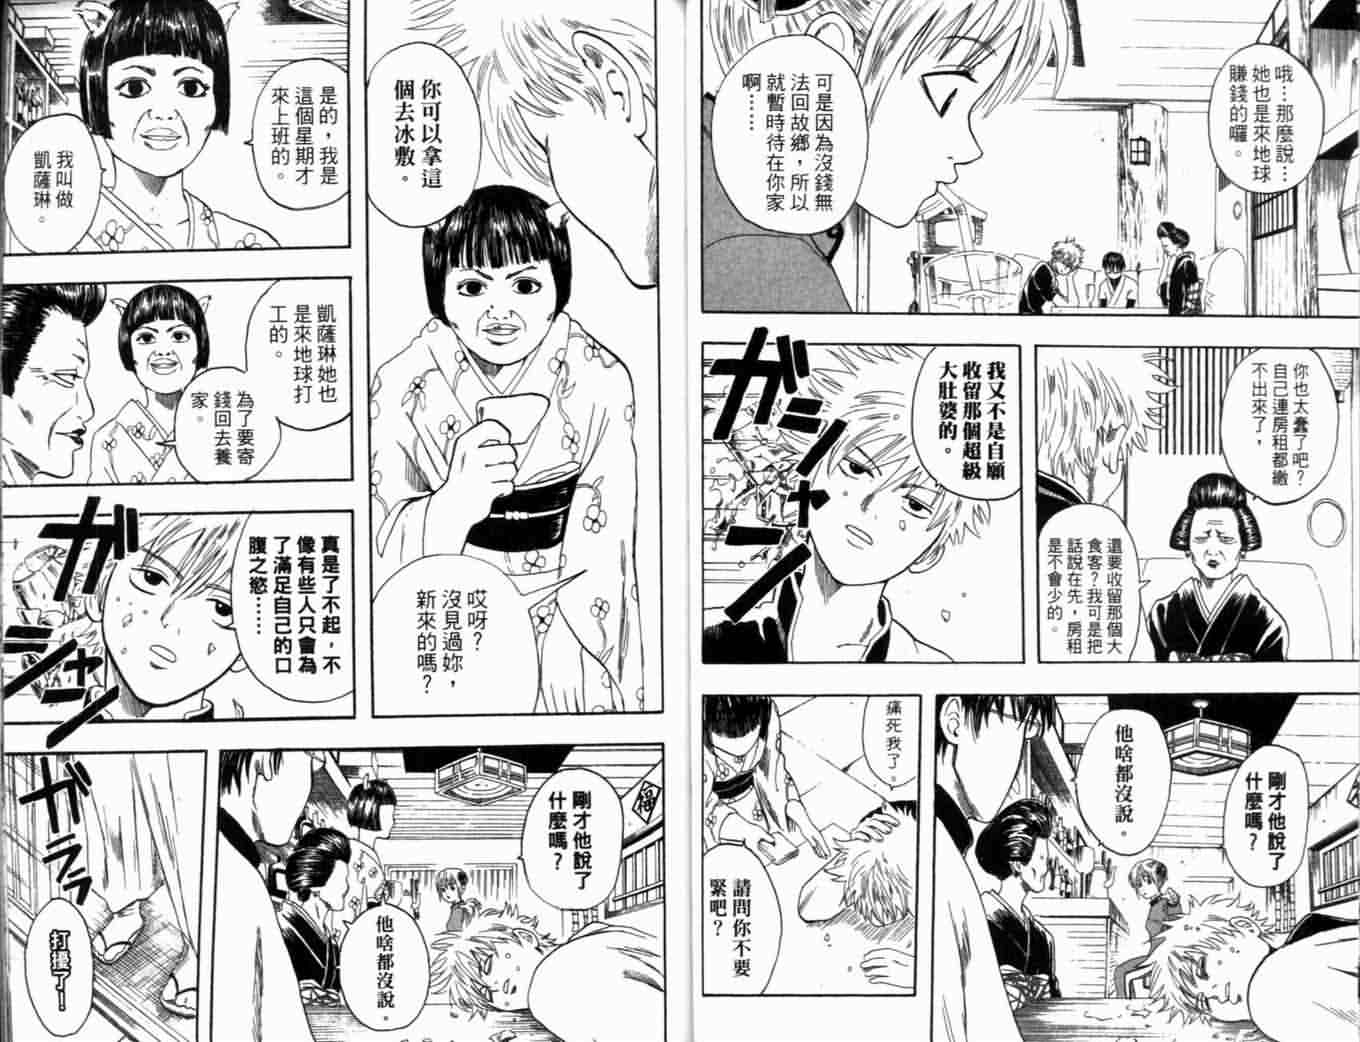 哦…那麼說…
她也是來地球
賺錢的囉。
可是因為沒錢無
法回故鄉，所以
就暫時待在你家
啊……
你也太蠢了吧？
自己連房租都繳
不出來了，
還要收留那個大
食客？我可是把
話說在先，房租
是不會少的。
我又不是自願
收留那個超級
大肚婆的。
ガシャン
剛才他說了
什麼嗎？
他啥都沒說。
痛死我了。
請問你不要
緊吧？
你可以拿這
個去冰敷。
哎呀？
沒見過妳，
新來的嗎？
是的，我是
這個星期才
來上班的。
我叫做
凱薩琳。
凱薩琳她也
是來地球打
工的。
為了要寄
錢回去養
家。
真是了不起，不
像有些人只會為
了滿足自己的口
腹之慾……
ガシャン
剛才他說了
什麼嗎？
他啥都沒說。
福
ガララ
打擾了！